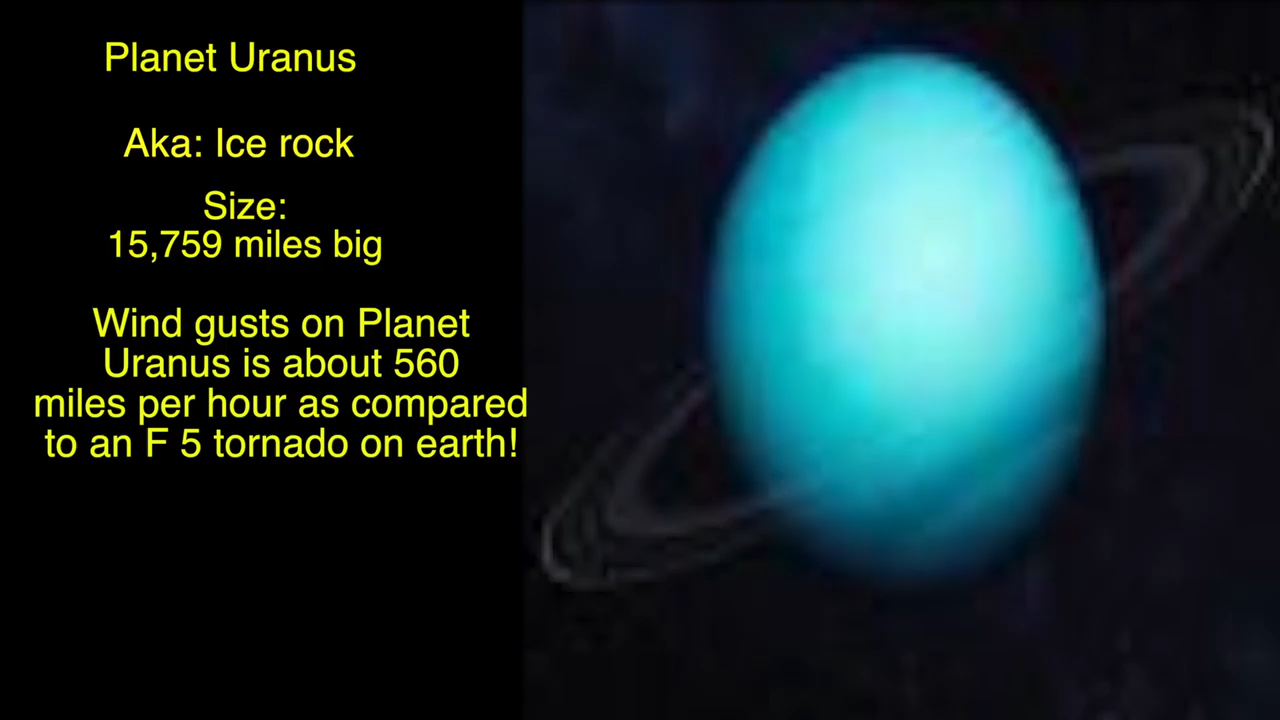 Planet Uranus
Aka: Ice rock
Size:
15,759 miles big
Wind gusts on Planet
Uranus is about 560
miles per hour as compared
to an F 5 tornado on earth!